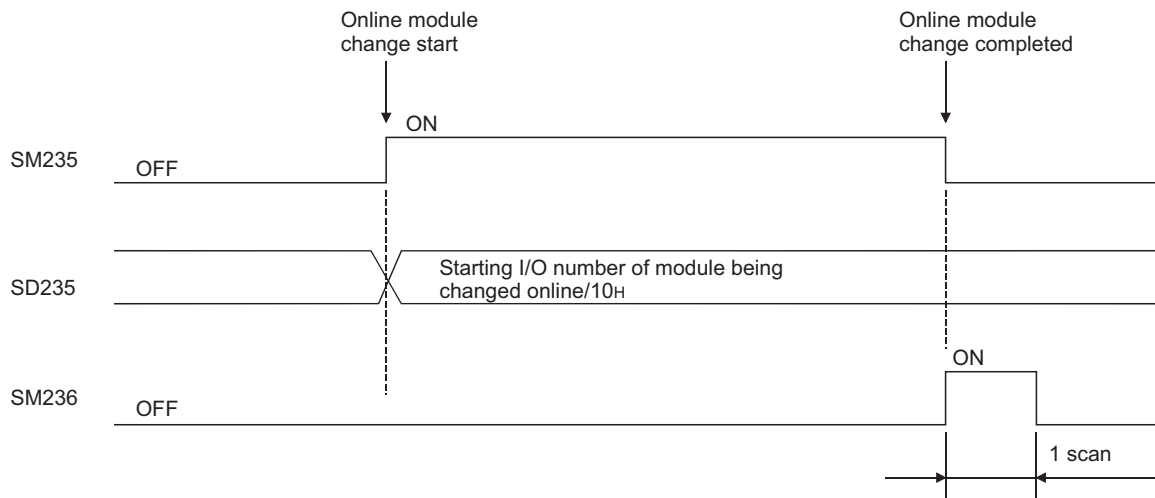 Online module
change start
Online module
change completed
ON
SM235
OFF
Starting I/O number of module being
changed online/10H
SD235
ON
SM236
OFF
1 scan